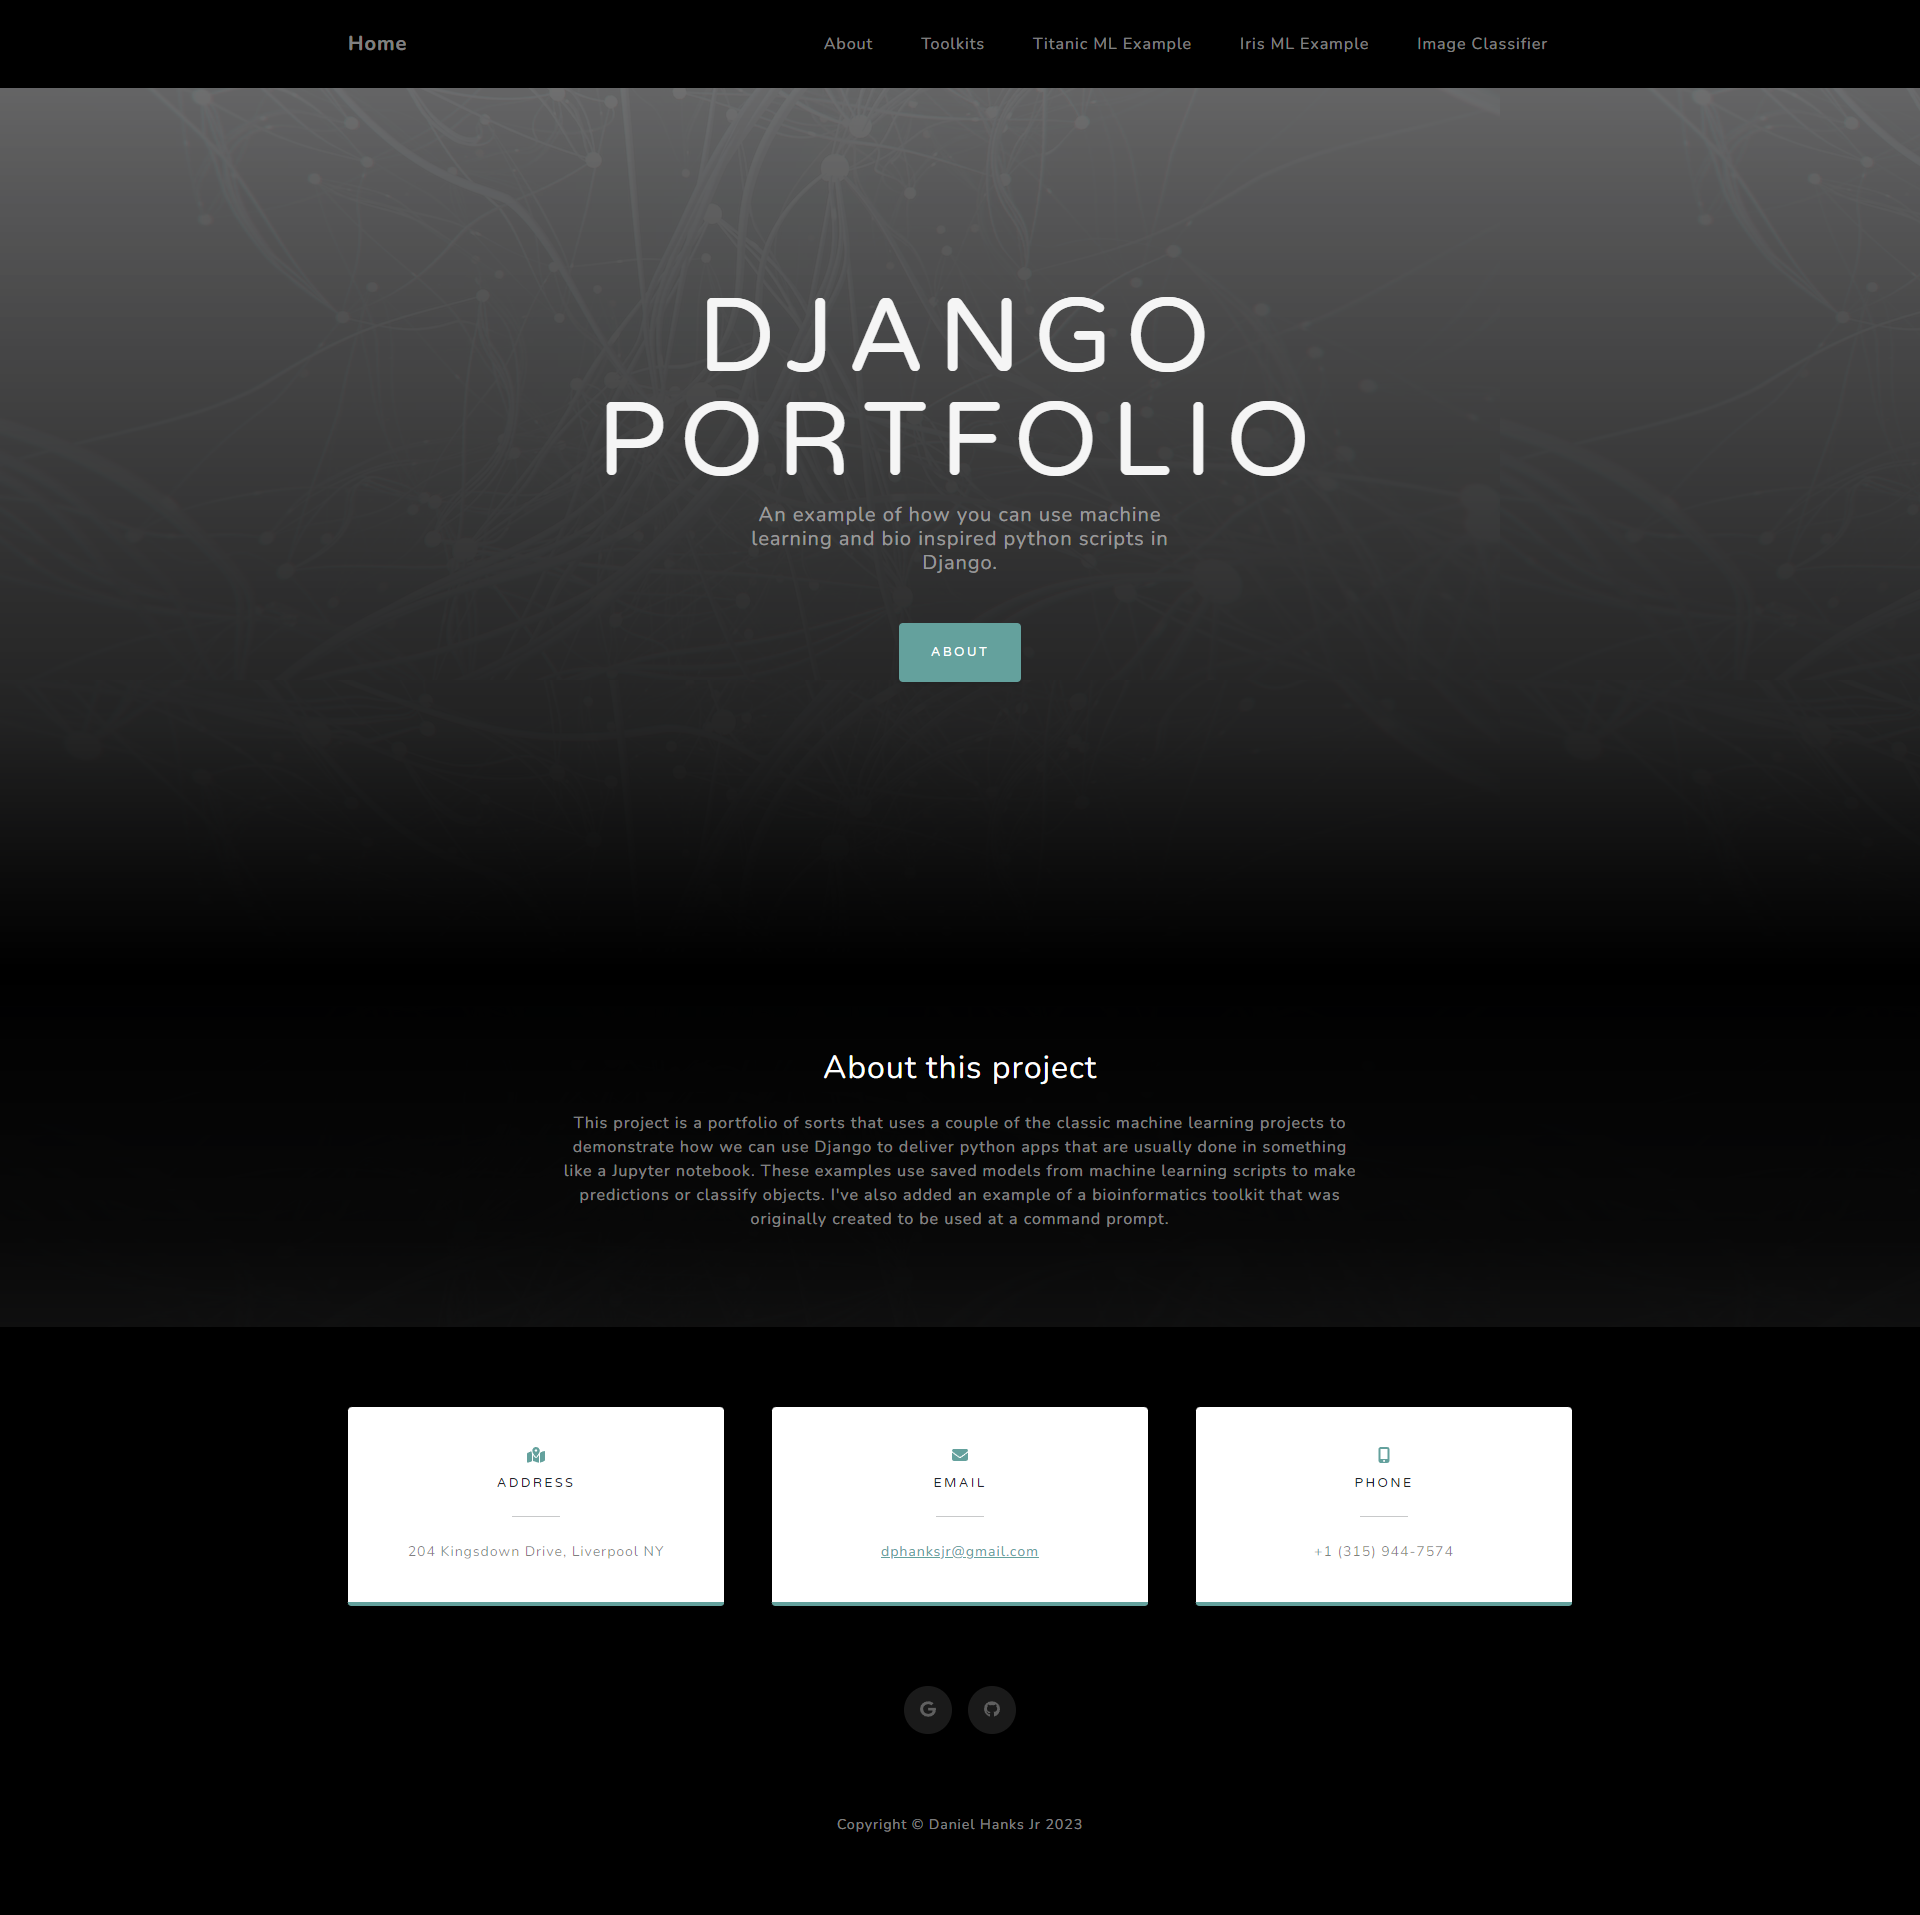 Home
About
Toolkits
Titanic ML Example
Iris ML Example
Image Classifier
DJANGO
PORTFOLIO
An example of how you can use machine
learning and bio inspired python scripts in
Django.
ABOUT
About this project
This project is a portfolio of sorts that uses a couple of the classic machine learning projects to
demonstrate how we can use Django to deliver python apps that are usually done in something
like a Jupyter notebook. These examples use saved models from machine learning scripts to make
predictions or classify objects. I've also added an example of a bioinformatics toolkit that was
originally created to be used at a command prompt.
ADDRESS
204 Kingsdown Drive, Liverpool NY
EMAIL
dphanksjr@gmail.com
PHONE
+1 (315) 944-7574
Copyright © Daniel Hanks Jr 2023